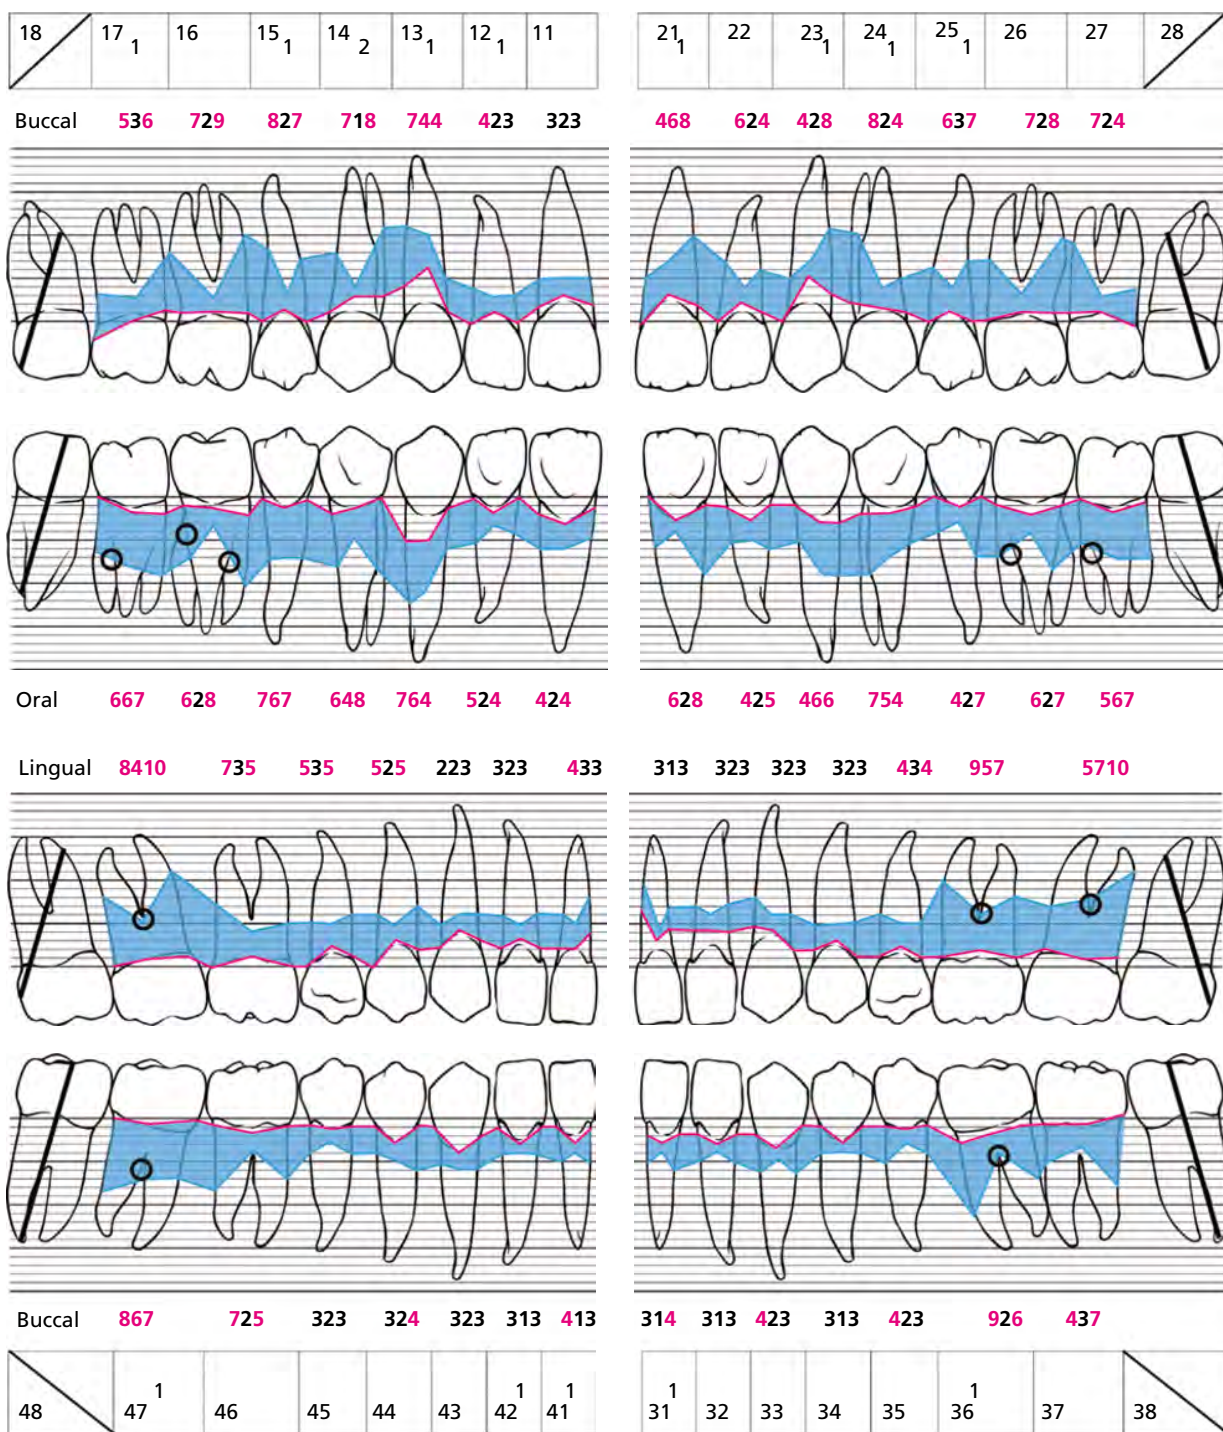 18 17 1 16 15 1 14 2 13 1 12 1 11 21 1 22 23 1 24 1 25 1 26 27 28
Buccal 536 729 827 718 744 423 323 468 624 428 824 637 728 724
Oral 667 628 767 648 764 524 424 628 425 466 754 427 627 567
Lingual 8410 735 535 525 223 323 433 313 323 323 323 434 957 5710
Buccal 867 725 323 324 323 313 413 314 313 423 313 423 926 437
48 47 1 46 45 44 43 42 1 41 1 31 1 32 33 34 35 36 1 37 38